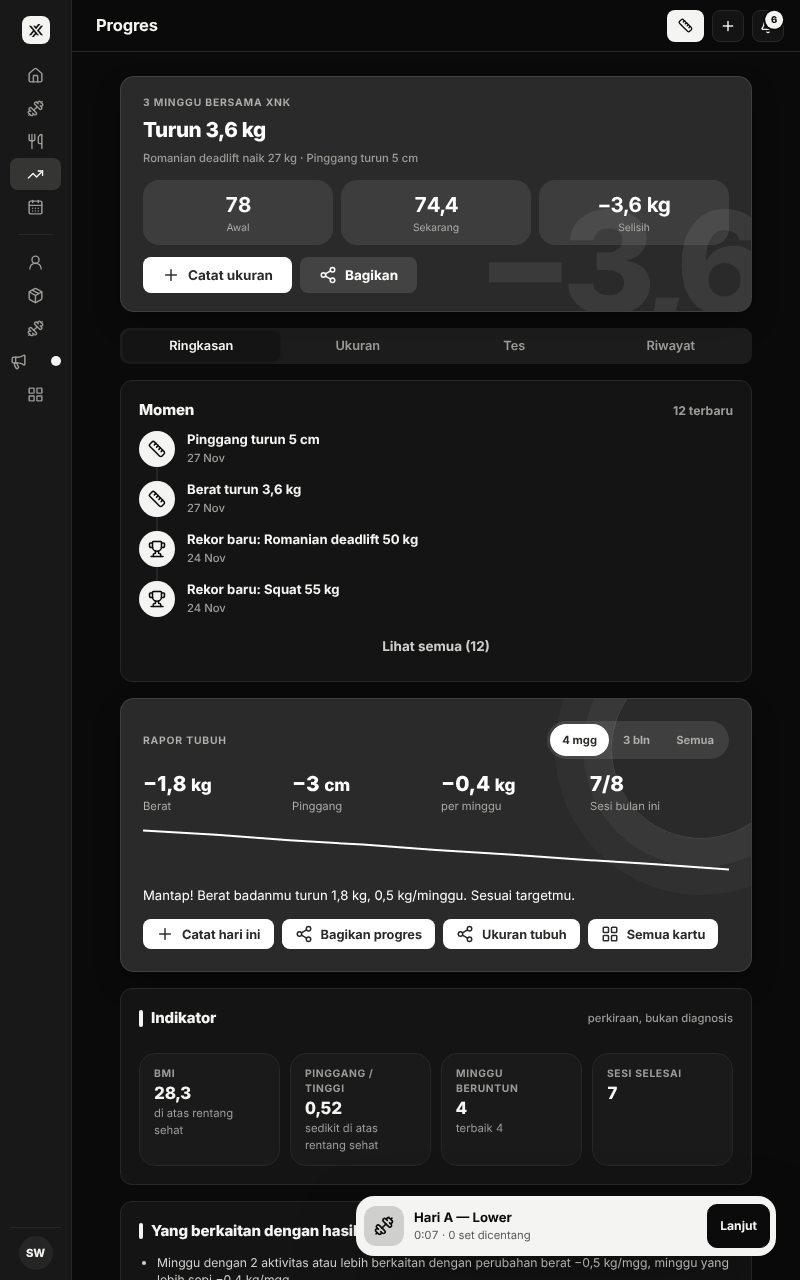 Progres
6
3 MINGGU BERSAMA XNK
Turun 3,6 kg
Romanian deadlift naik 27 kg · Pinggang turun 5 cm
78
Awal
74,4
Sekarang
−3,6 kg
Selisih
−3,6
Catat ukuran
Bagikan
Ringkasan
Ukuran
Tes
Riwayat
Momen
12 terbaru
Pinggang turun 5 cm
27 Nov
Berat turun 3,6 kg
27 Nov
Rekor baru: Romanian deadlift 50 kg
24 Nov
Rekor baru: Squat 55 kg
24 Nov
Lihat semua (12)
RAPOR TUBUH
4 mgg
3 bln
Semua
−1,8 kg
Berat
−3 cm
Pinggang
−0,4 kg
per minggu
7/8
Sesi bulan ini
Mantap! Berat badanmu turun 1,8 kg, 0,5 kg/minggu. Sesuai targetmu.
Catat hari ini
Bagikan progres
Ukuran tubuh
Semua kartu
Indikator
perkiraan, bukan diagnosis
BMI
28,3
di atas rentang
sehat
PINGGANG /
TINGGI
0,52
sedikit di atas
rentang sehat
MINGGU
BERUNTUN
4
terbaik 4
SESI SELESAI
7
Yang berkaitan dengan hasil
Hari A — Lower
0:07 · 0 set dicentang
Lanjut
• Minggu dengan 2 aktivitas atau lebih berkaitan dengan perubahan berat −0,5 kg/mgg, minggu yang
lebih sepi −0,4 kg/mgg
SW